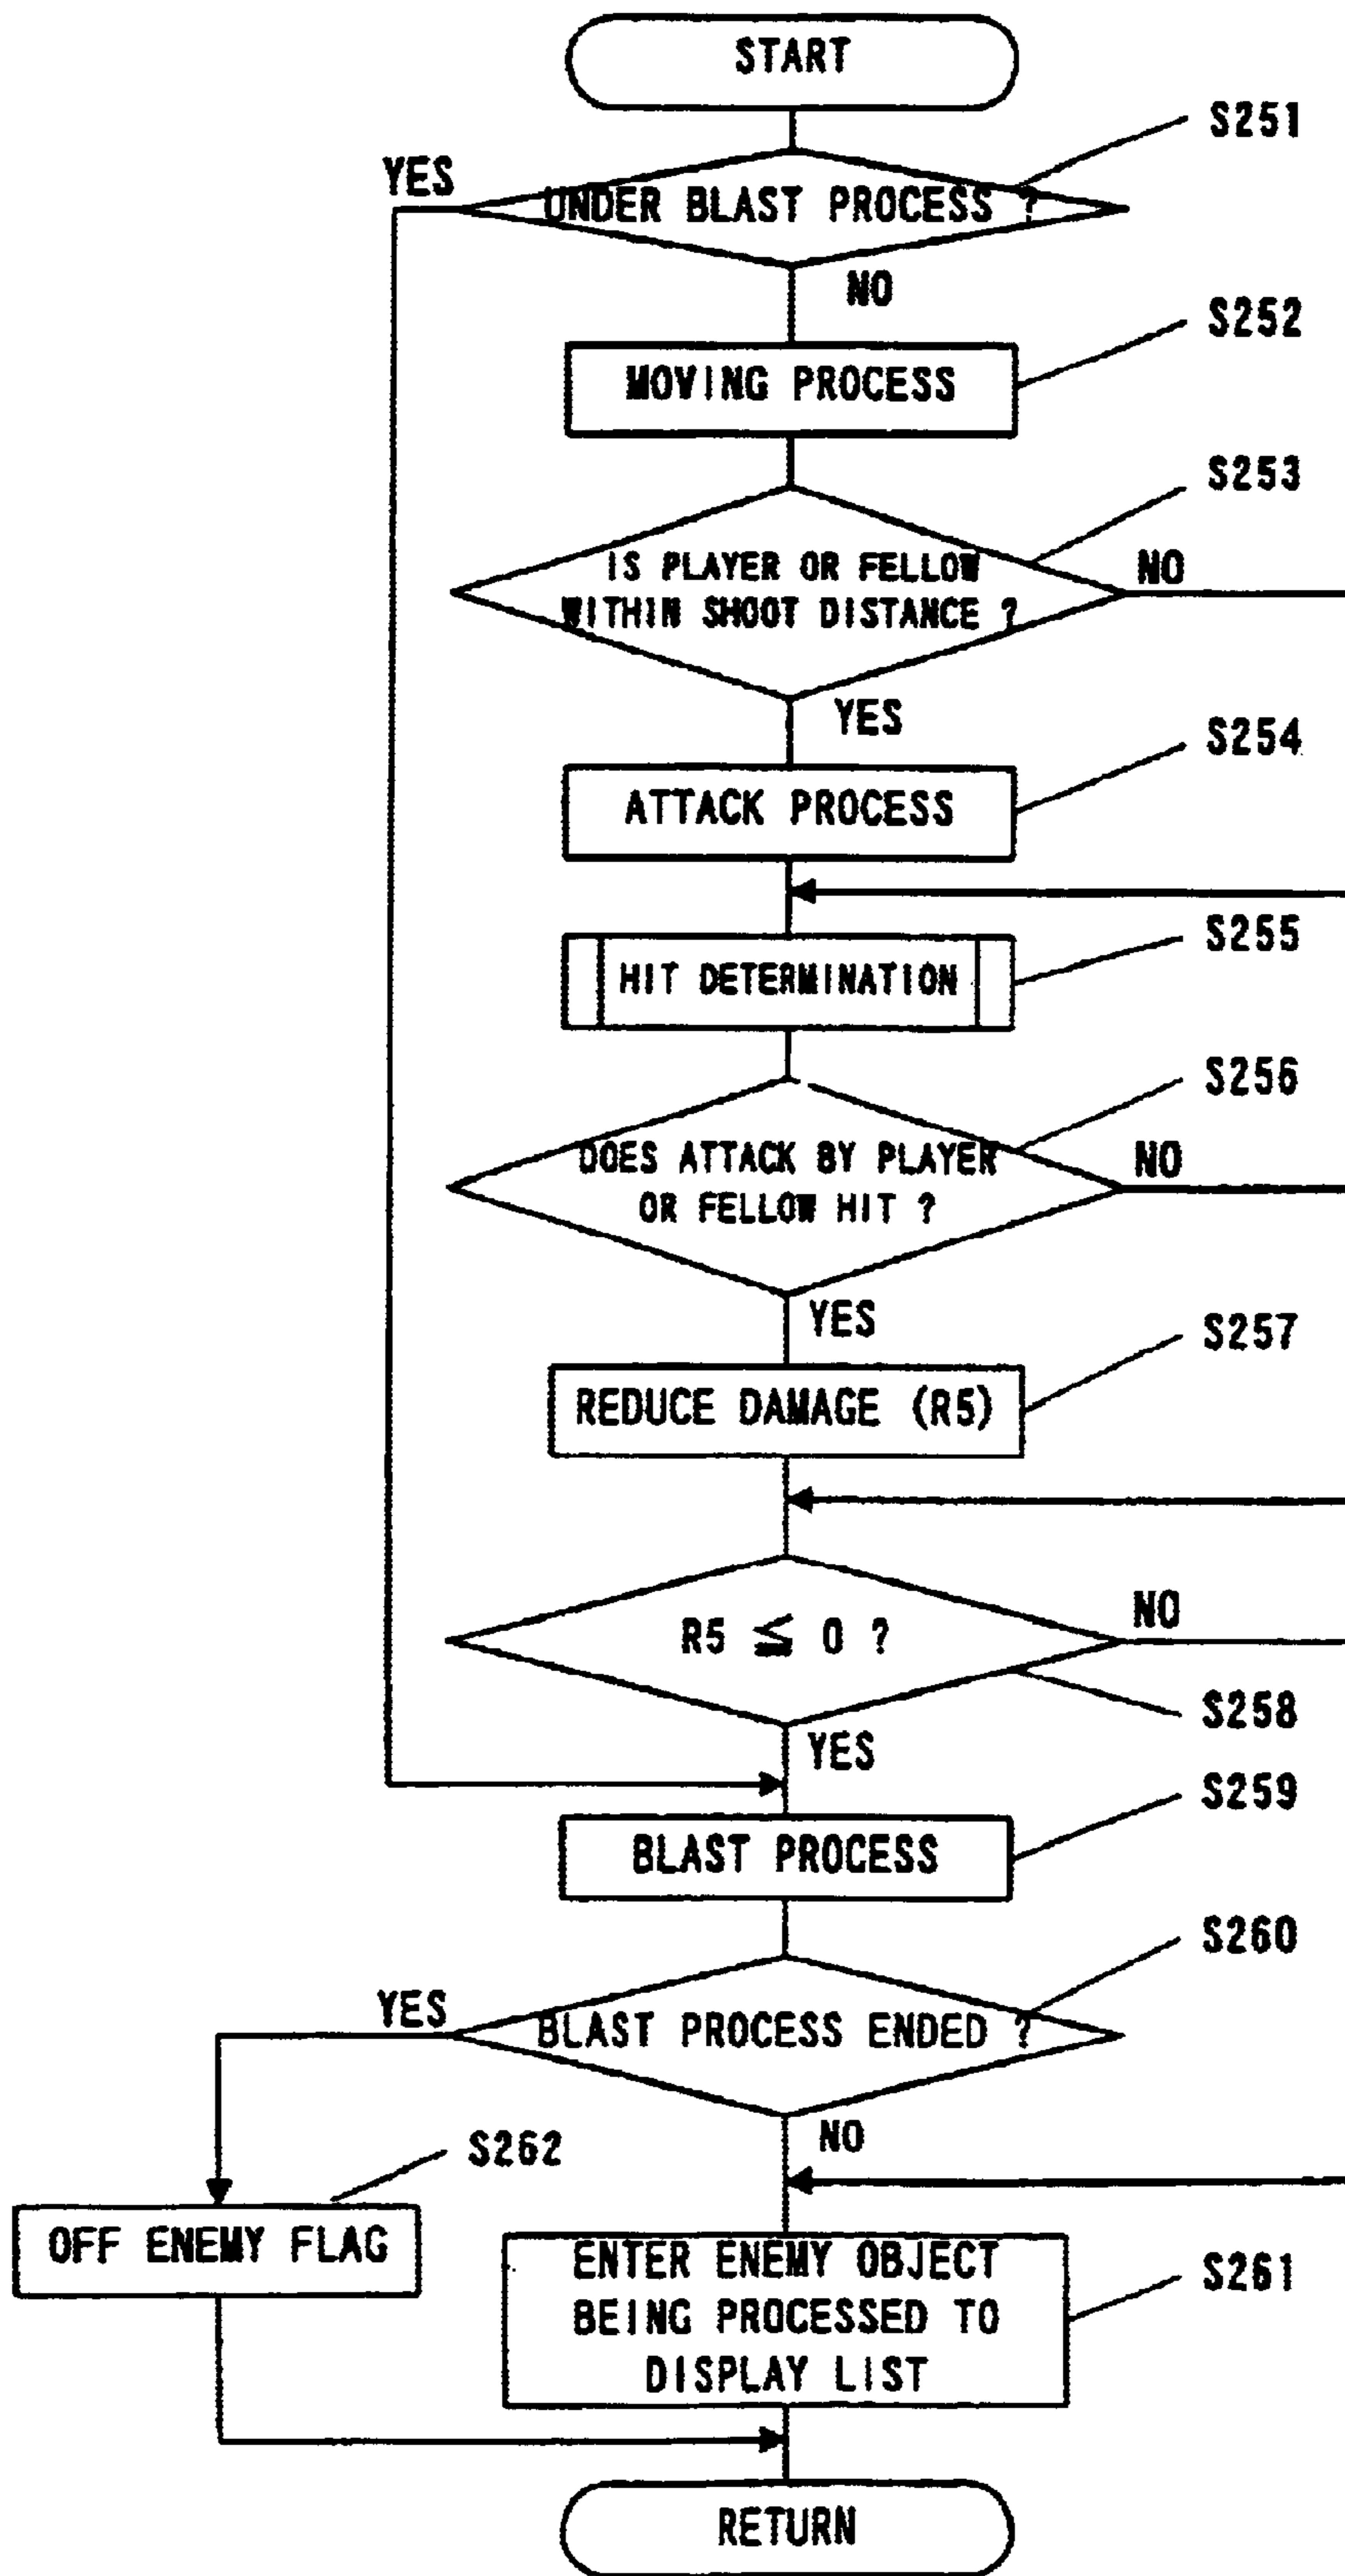 START
S251
YES
UNDER BLAST PROCESS ?
NO
S252
MOVING PROCESS
S253
IS PLAYER OR FELLOW
WITHIN SHOOT DISTANCE ?
NO
YES
S254
ATTACK PROCESS
S255
HIT DETERMINATION
S256
DOES ATTACK BY PLAYER
OR FELLOW HIT ?
NO
YES
S257
REDUCE DAMAGE (R5)
R5 ≦ 0 ?
NO
S258
YES
S259
BLAST PROCESS
S260
YES
BLAST PROCESS ENDED ?
NO
S262
OFF ENEMY FLAG
ENTER ENEMY OBJECT
BEING PROCESSED TO
DISPLAY LIST
S261
RETURN